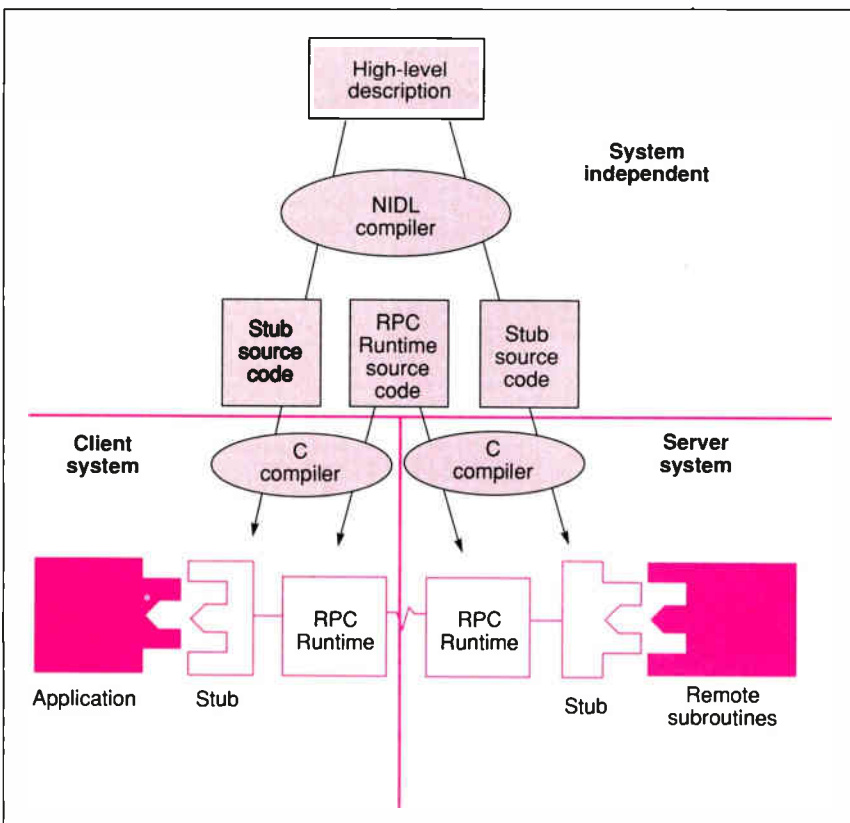 High-level
description
System
independent
NIDL
compiler
Stub
source
code
RPC
Runtime
source
code
Stub
source
code
Client
system
C
compiler
C
compiler
Server
system
RPC
Runtime
RPC
Runtime
Application
Stub
Stub
Remote
subroutines